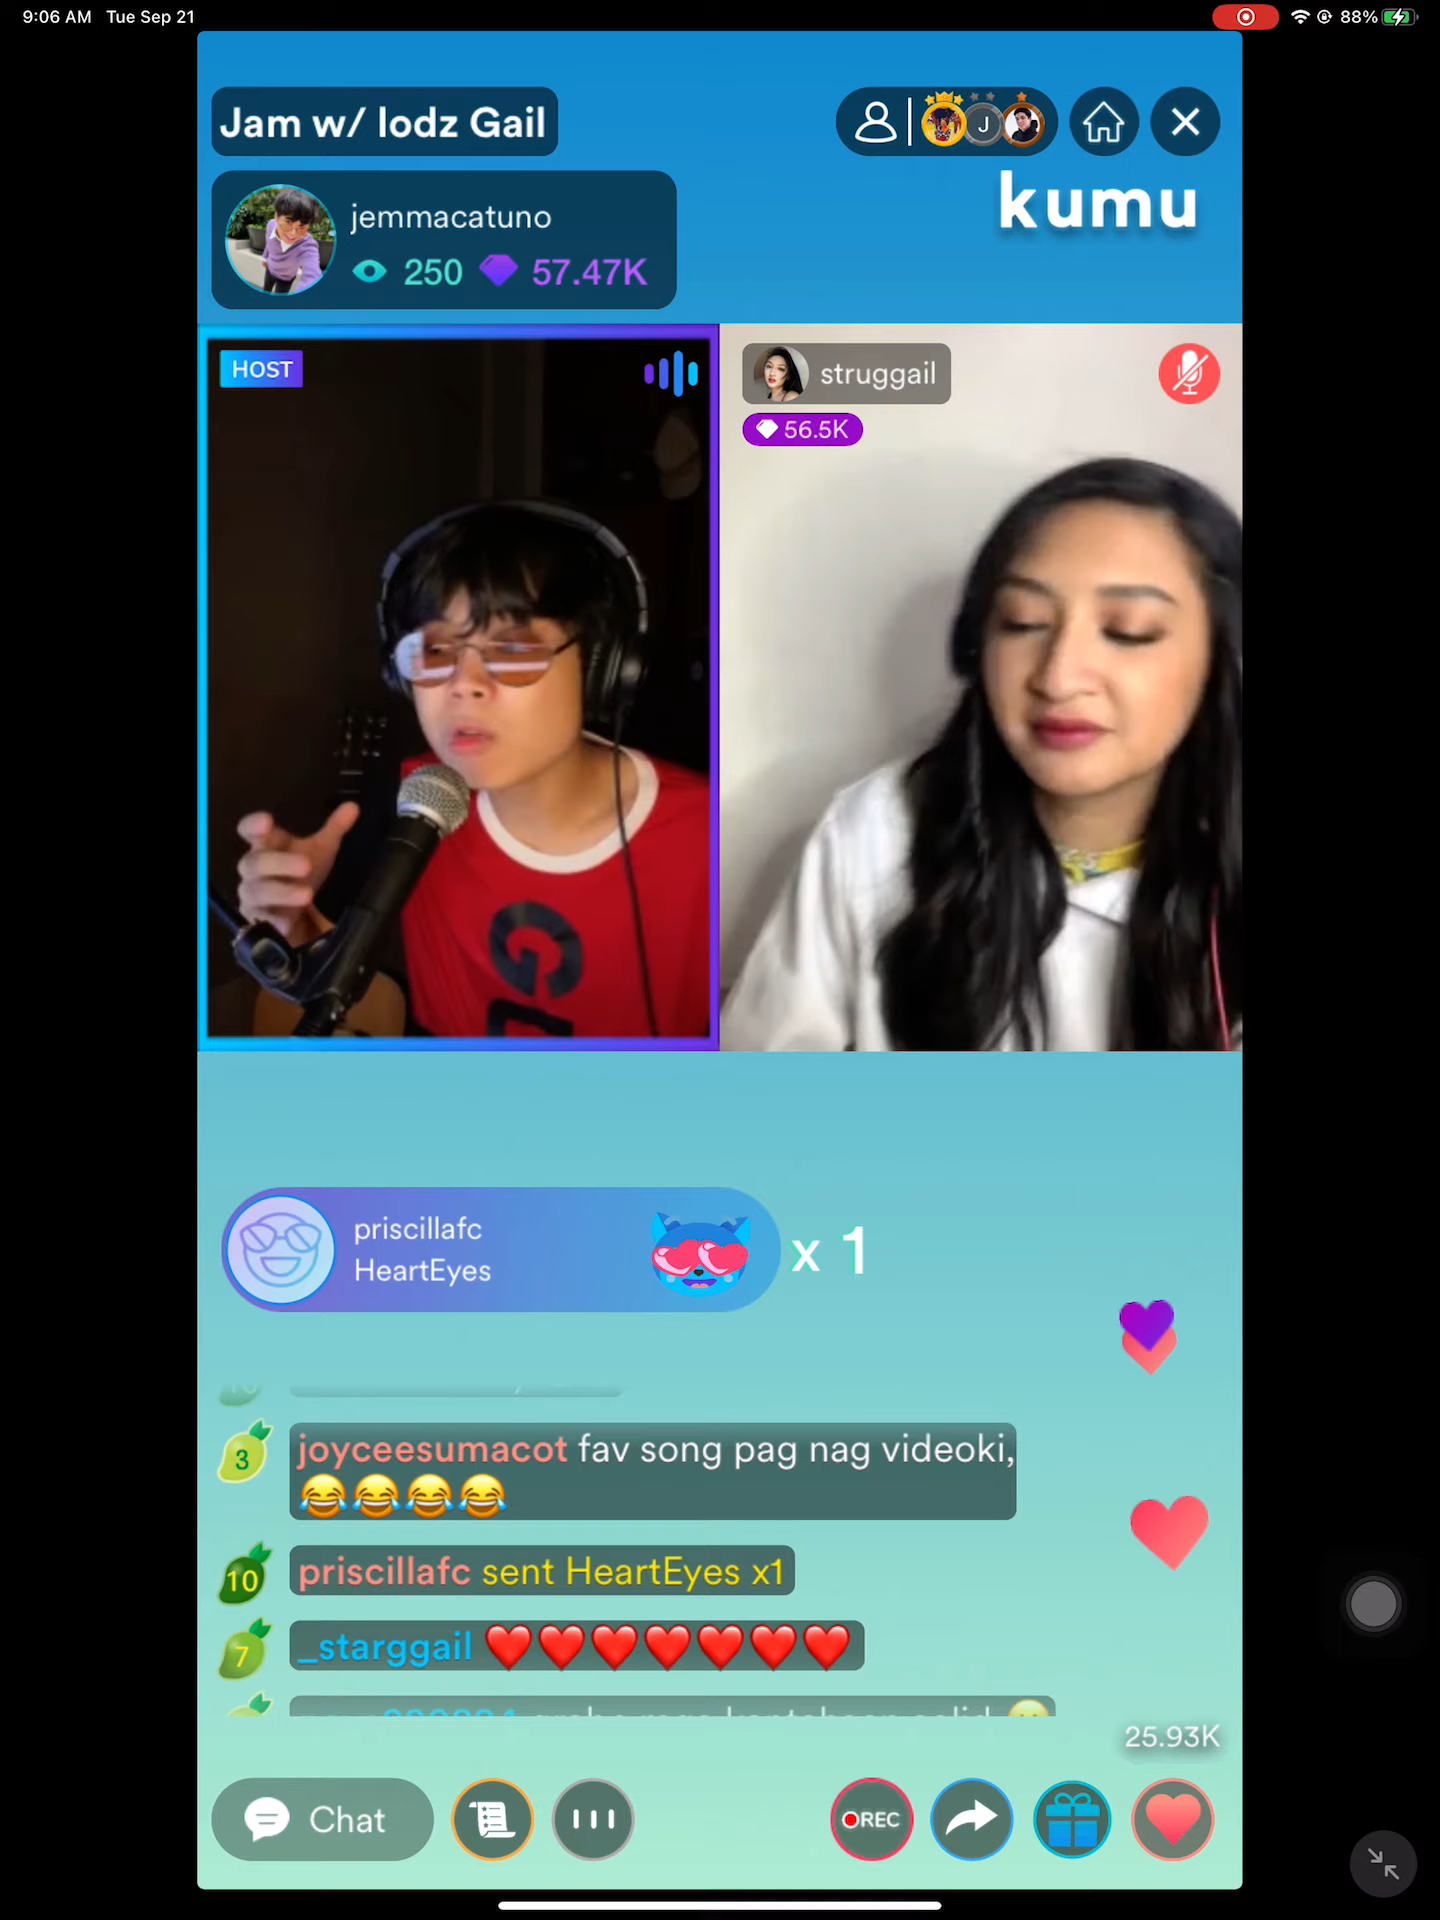 9:06 AM Tue Sep 21
88%
Jam w/ lodz Gail
J
jemmacatuno
250 57.47K
kumu
HOST
struggail
56.5K
GL
priscillafc
HeartEyes
x 1
3 joyceesumacot fav song pag nag videoki,
😂😂😂😂
10 priscillafc sent HeartEyes x1
7 _starggail ❤️❤️❤️❤️❤️❤️❤️
25.93K
Chat
REC